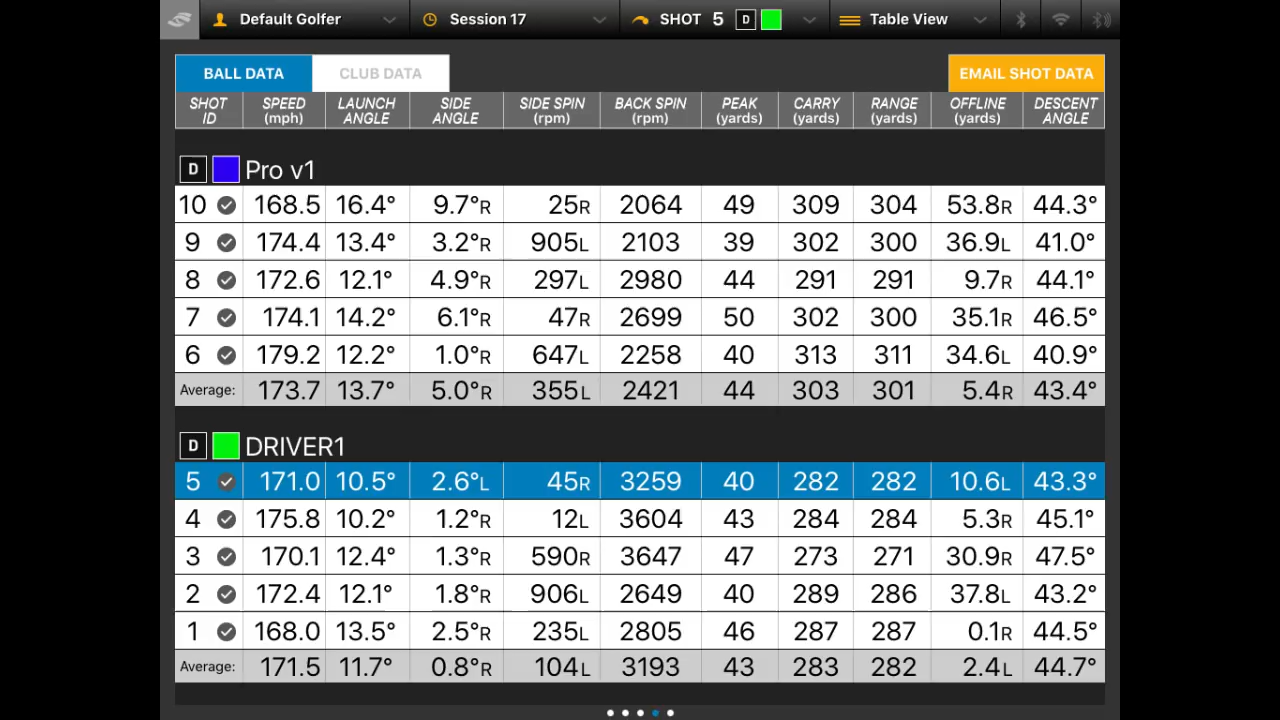 Default Golfer Session 17 SHOT 5 D Table View
BALL DATA CLUB DATA EMAIL SHOT DATA
SHOT ID SPEED (mph) LAUNCH ANGLE SIDE ANGLE SIDE SPIN (rpm) BACK SPIN (rpm) PEAK (yards) CARRY (yards) RANGE (yards) OFFLINE (yards) DESCENT ANGLE
D Pro v1
10 168.5 16.4° 9.7°R 25R 2064 49 309 304 53.8R 44.3°
9 174.4 13.4° 3.2°R 905L 2103 39 302 300 36.9L 41.0°
8 172.6 12.1° 4.9°R 297L 2980 44 291 291 9.7R 44.1°
7 174.1 14.2° 6.1°R 47R 2699 50 302 300 35.1R 46.5°
6 179.2 12.2° 1.0°R 647L 2258 40 313 311 34.6L 40.9°
Average: 173.7 13.7° 5.0°R 355L 2421 44 303 301 5.4R 43.4°
D DRIVER1
5 171.0 10.5° 2.6°L 45R 3259 40 282 282 10.6L 43.3°
4 175.8 10.2° 1.2°R 12L 3604 43 284 284 5.3R 45.1°
3 170.1 12.4° 1.3°R 590R 3647 47 273 271 30.9R 47.5°
2 172.4 12.1° 1.8°R 906L 2649 40 289 286 37.8L 43.2°
1 168.0 13.5° 2.5°R 235L 2805 46 287 287 0.1R 44.5°
Average: 171.5 11.7° 0.8°R 104L 3193 43 283 282 2.4L 44.7°